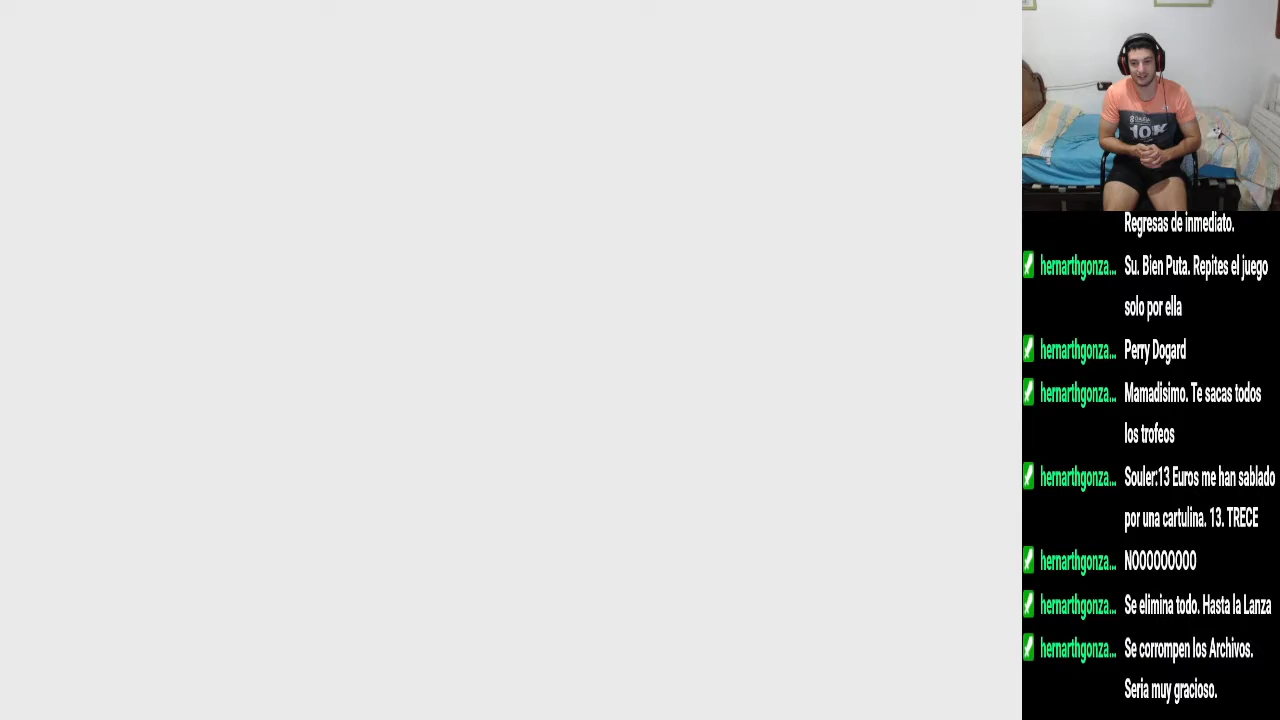 10K
Regresas de inmediato.
hernarthgonza... Su. Bien Puta. Repites el juego
solo por ella
hernarthgonza... Perry Dogard
hernarthgonza... Mamadisimo. Te sacas todos
los trofeos
hernarthgonza... Souler:13 Euros me han sablado
por una cartulina. 13. TRECE
hernarthgonza... NOOOOOOOOO
hernarthgonza... Se elimina todo. Hasta la Lanza
hernarthgonza... Se corrompen los Archivos.
Seria muy gracioso.